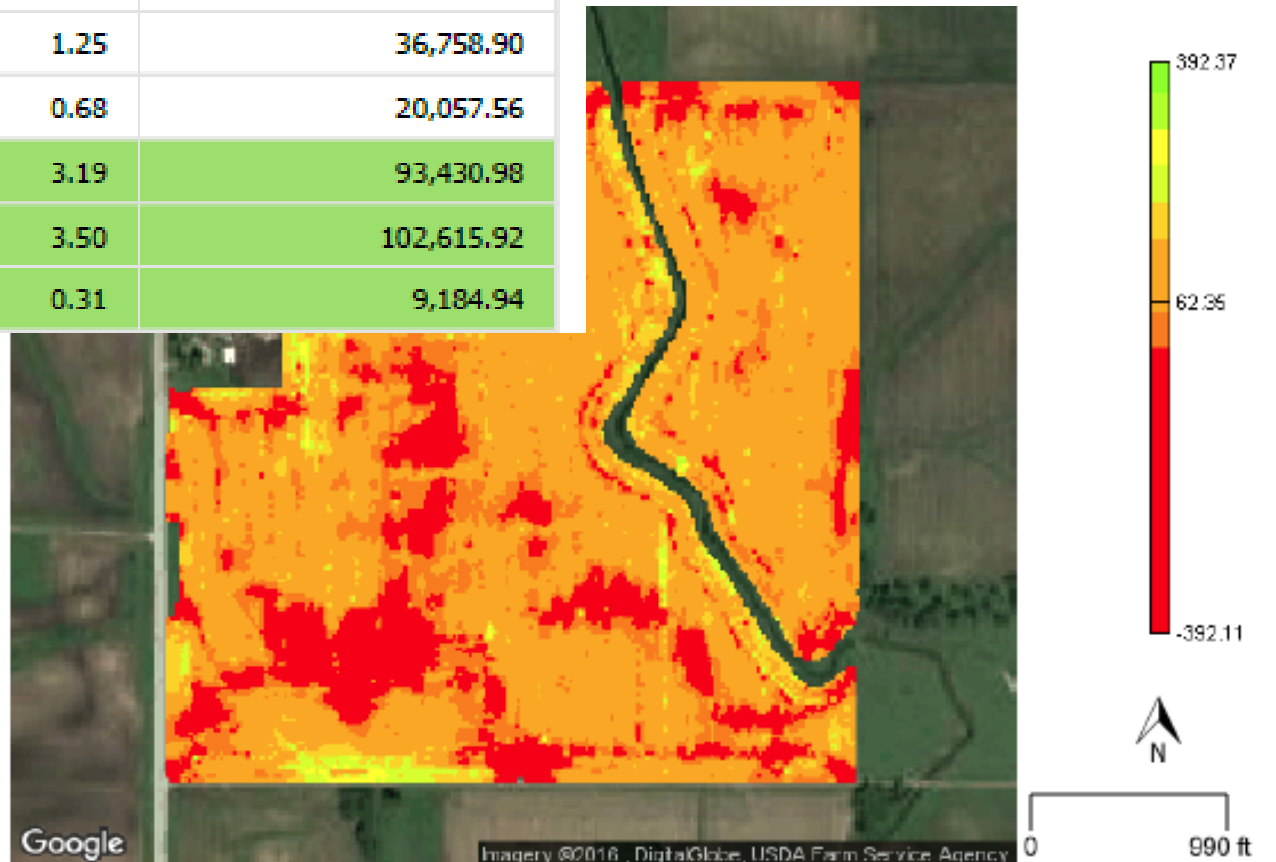 1.25 36,758.90
0.68 20,057.56
3.19 93,430.98
3.50 102,615.92
0.31 9,184.94
392.37
62.35
-392.11
N
0 990 ft
Google
Imagery ©2016 , DigitalGlobe, USDA Farm Service Agency